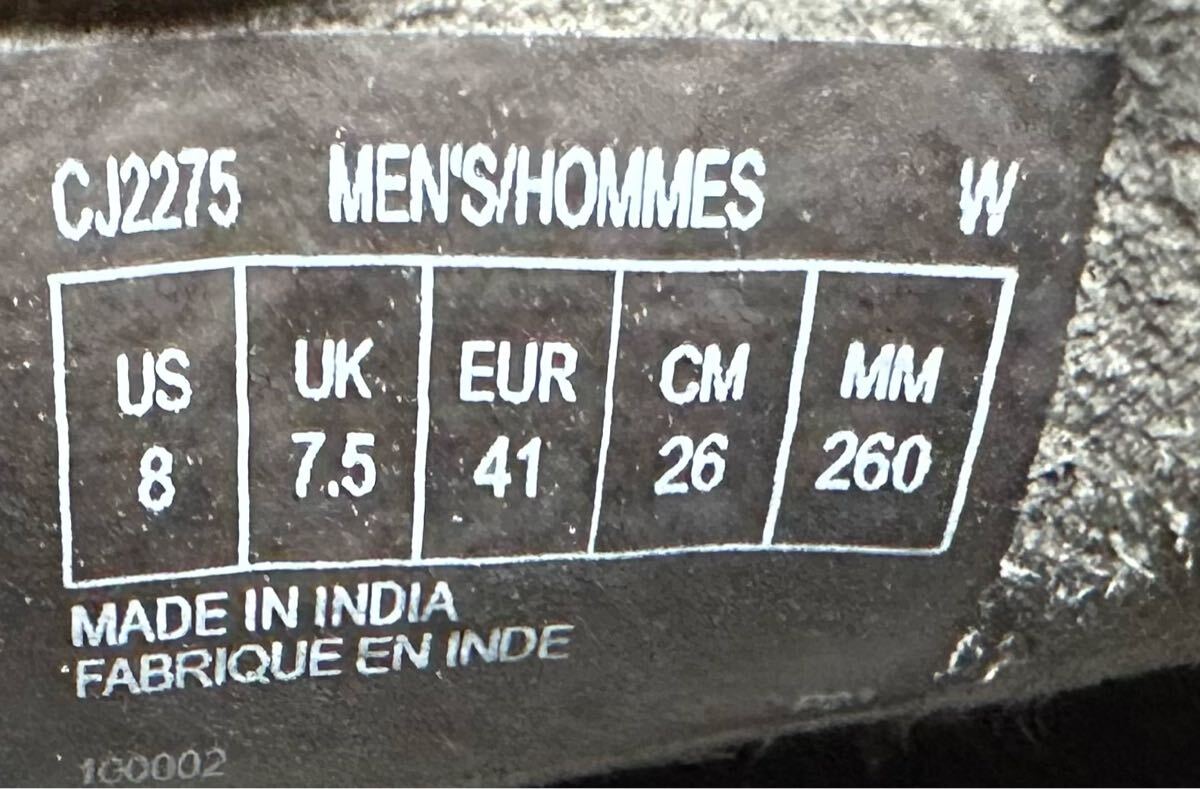 CJ2275 MEN'S/HOMMES W
US UK EUR CM MM
8 7.5 41 26 260
MADE IN INDIA
FABRIQUE EN INDE
1G0002